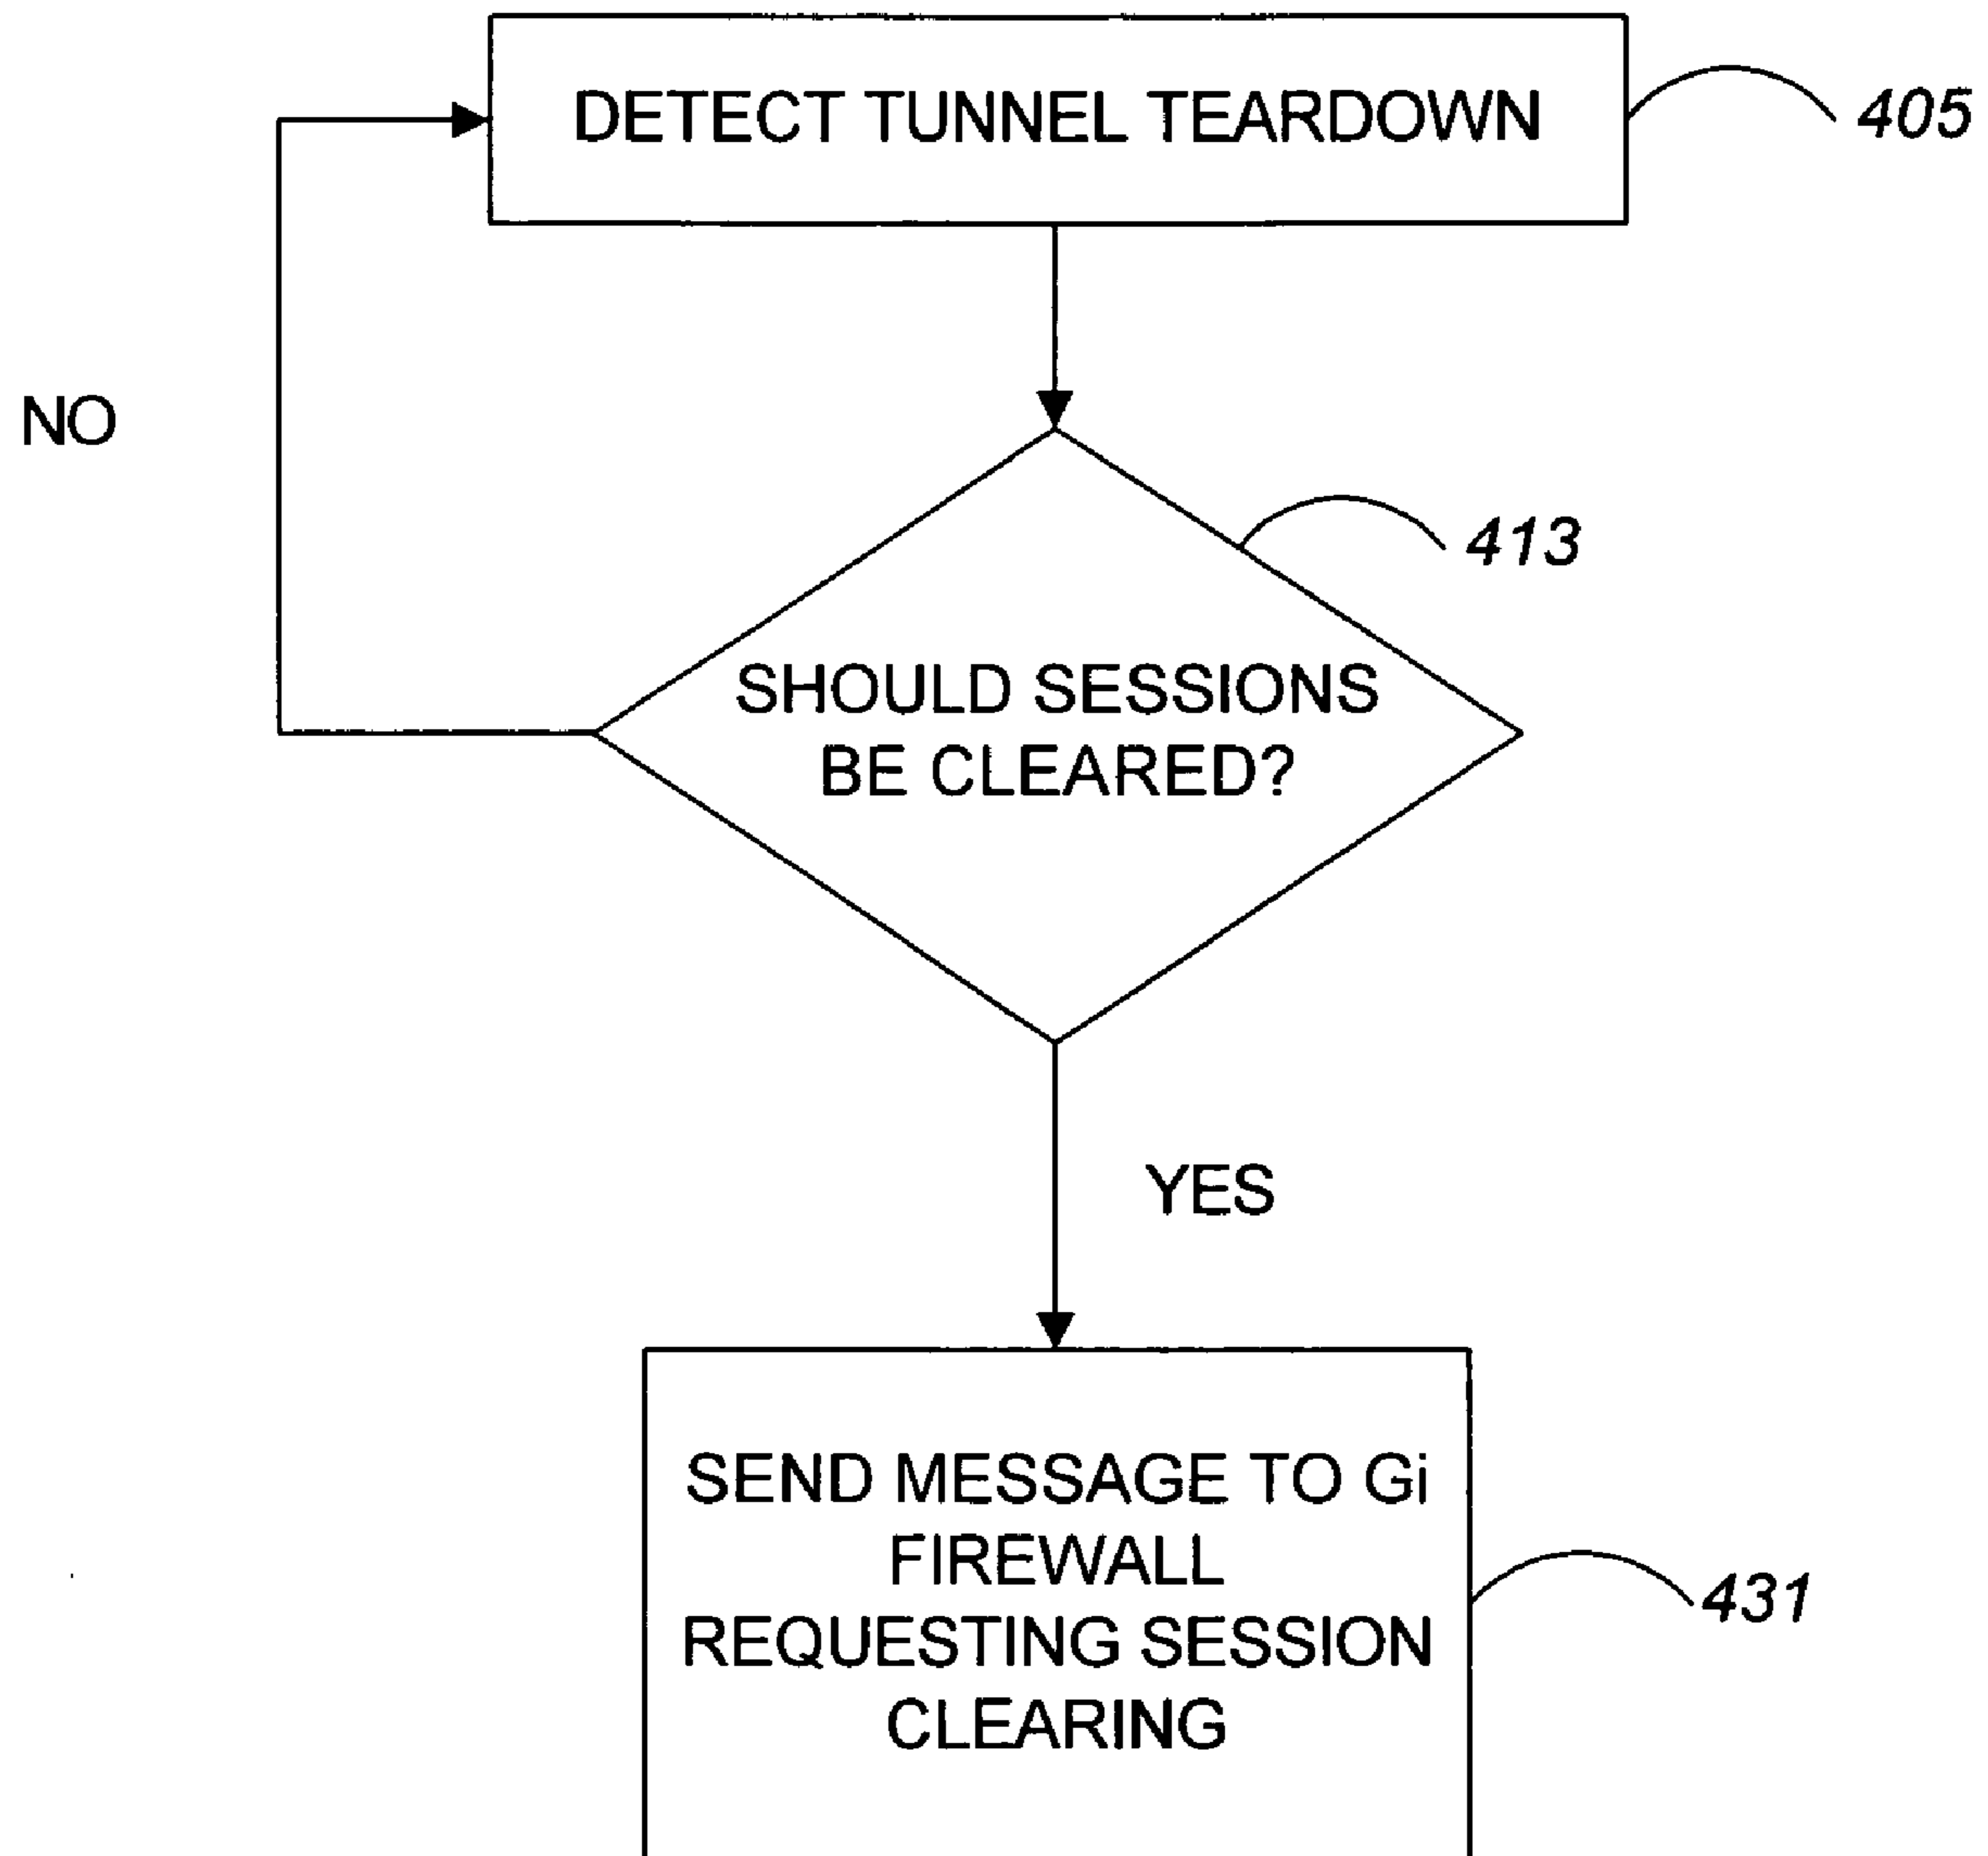 DETECT TUNNEL TEARDOWN
405
NO
413
SHOULD SESSIONS
BE CLEARED?
YES
SEND MESSAGE TO Gi
FIREWALL
REQUESTING SESSION
CLEARING
431